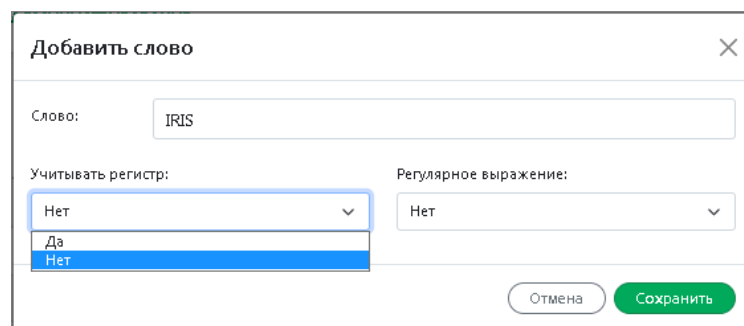 Добавить слово
Слово:
IRIS
Учитывать регистр:
Регулярное выражение:
Нет
Нет
Да
Нет
Отмена
Сохранить